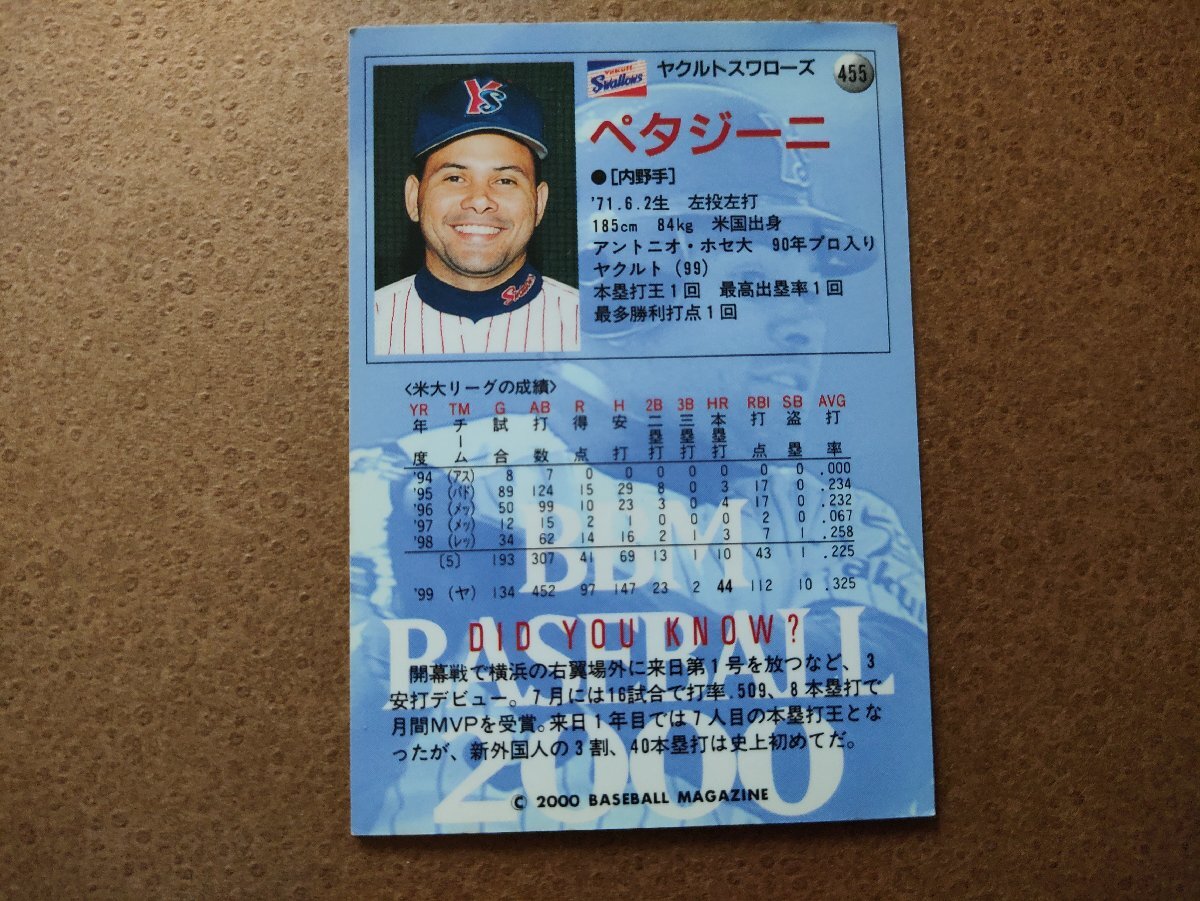 Yakult
Swallows
ヤクルトスワローズ
455
YS
ペタジーニ
●[内野手]
'71.6.2生 左投左打
185cm 84kg 米国出身
アントニオ・ホセ大 90年プロ入り
ヤクルト(99)
本塁打王1回 最高出塁率1回
最多勝利打点1回
Swallows
〈米大リーグの成績〉
YR TM G AB R H 2B 3B HR RBI SB AVG
年度 チーム 試合 打数 得点 安打 二塁打 三塁打 本塁打 打点 盗塁 打率
'94 (アス) 8 7 0 0 0 0 0 0 0 .000
'95 (パド) 89 124 15 29 8 0 3 17 0 .234
'96 (メッ) 50 99 10 23 3 0 4 17 0 .232
'97 (メッ) 12 15 2 1 0 0 0 2 0 .067
'98 (レッ) 34 62 14 16 2 1 3 7 1 .258
[5] 193 307 41 69 13 1 10 43 1 .225
'99 (ヤ) 134 452 97 147 23 2 44 112 10 .325
BBM
BASEBALL
2000
DID YOU KNOW?
開幕戦で横浜の右翼場外に来日第1号を放つなど、3
安打デビュー。7月には16試合で打率.509、8本塁打で
月間MVPを受賞。来日1年目では7人目の本塁打王とな
ったが、新外国人の3割、40本塁打は史上初めてだ。
© 2000 BASEBALL MAGAZINE